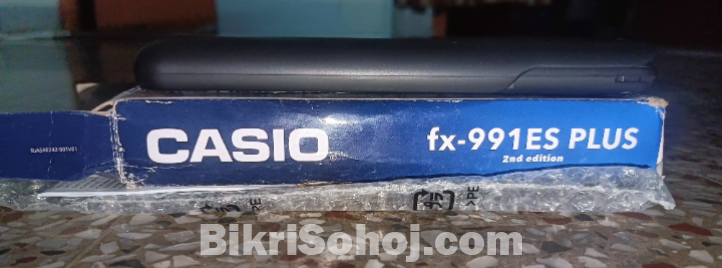 CASIO
fx-991ES PLUS
2nd edition
BikriSohoj.com